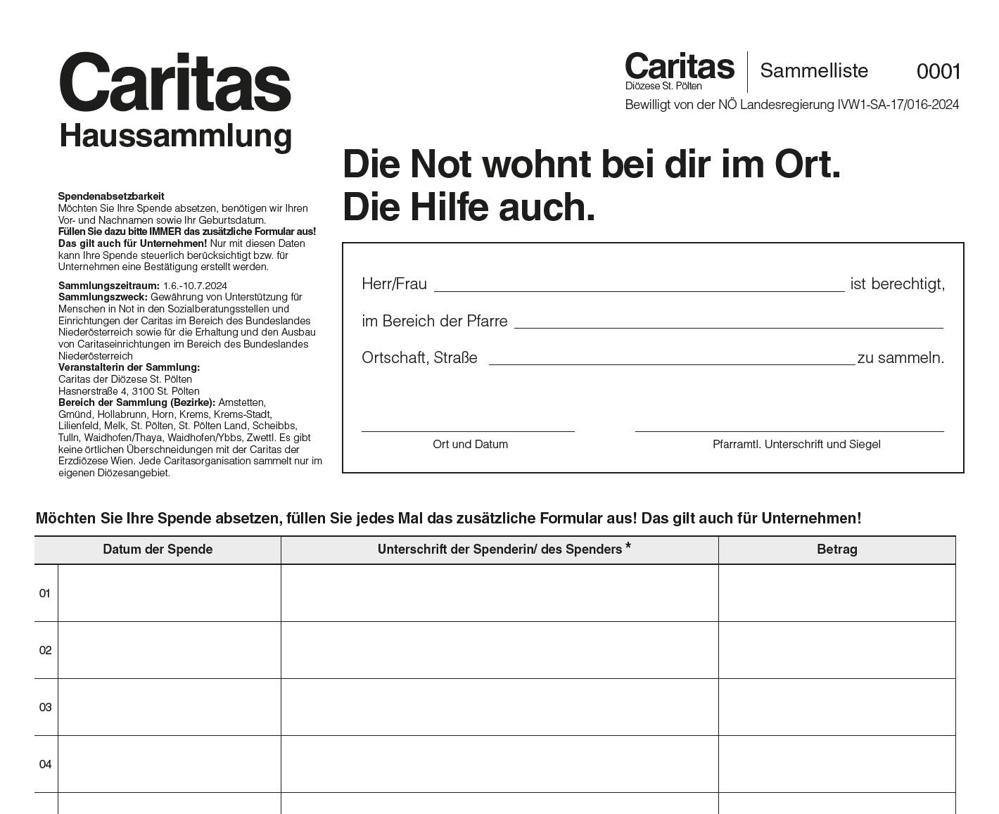 Caritas
Haussammlung
Caritas
Diözese St. Pölten
Sammelliste 0001
Bewilligt von der NÖ Landesregierung IVW1-SA-17/016-2024
Die Not wohnt bei dir im Ort.
Die Hilfe auch.
Spendenabsetzbarkeit
Möchten Sie Ihre Spende absetzen, benötigen wir Ihren
Vor- und Nachnamen sowie Ihr Geburtsdatum.
Füllen Sie dazu bitte IMMER das zusätzliche Formular aus!
Das gilt auch für Unternehmen! Nur mit diesen Daten
kann Ihre Spende steuerlich berücksichtigt bzw. für
Unternehmen eine Bestätigung erstellt werden.
Sammlungszeitraum: 1.6.-10.7.2024
Sammlungszweck: Gewährung von Unterstützung für
Menschen in Not in den Sozialberatungsstellen und
Einrichtungen der Caritas im Bereich des Bundeslandes
Niederösterreich sowie für die Erhaltung und den Ausbau
von Caritaseinrichtungen im Bereich des Bundeslandes
Niederösterreich
Veranstalterin der Sammlung:
Caritas der Diözese St. Pölten
Hasnerstraße 4, 3100 St. Pölten
Bereich der Sammlung (Bezirke): Amstetten,
Gmünd, Hollabrunn, Horn, Krems, Krems-Stadt,
Lilienfeld, Melk, St. Pölten, St. Pölten Land, Scheibbs,
Tulln, Waidhofen/Thaya, Waidhofen/Ybbs, Zwettl. Es gibt
keine örtlichen Überschneidungen mit der Caritas der
Erzdiözese Wien. Jede Caritasorganisation sammelt nur im
eigenen Diözesangebiet.
Herr/Frau ist berechtigt,
im Bereich der Pfarre
Ortschaft, Straße zu sammeln.
Ort und Datum Pfarramtl. Unterschrift und Siegel
Möchten Sie Ihre Spende absetzen, füllen Sie jedes Mal das zusätzliche Formular aus! Das gilt auch für Unternehmen!
Datum der Spende Unterschrift der Spenderin/ des Spenders * Betrag
01
02
03
04